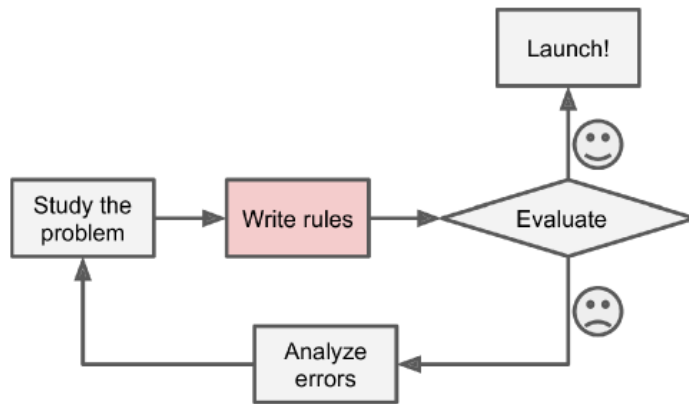 Launch!
Study the
problem
Write rules
Evaluate
Analyze
errors